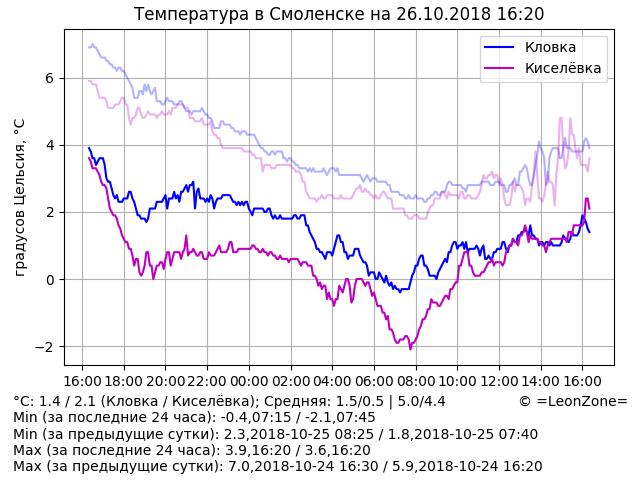 Температура в Смоленске на 26.10.2018 16:20
Кловка
Киселёвка
градусов Цельсия, °C
6
4
2
0
−2
16:00 18:00 20:00 22:00 00:00 02:00 04:00 06:00 08:00 10:00 12:00 14:00 16:00
°C: 1.4 / 2.1 (Кловка / Киселёвка); Средняя: 1.5/0.5 | 5.0/4.4 © =LeonZone=
Min (за последние 24 часа): -0.4,07:15 / -2.1,07:45
Min (за предыдущие сутки): 2.3,2018-10-25 08:25 / 1.8,2018-10-25 07:40
Max (за последние 24 часа): 3.9,16:20 / 3.6,16:20
Max (за предыдущие сутки): 7.0,2018-10-24 16:30 / 5.9,2018-10-24 16:20